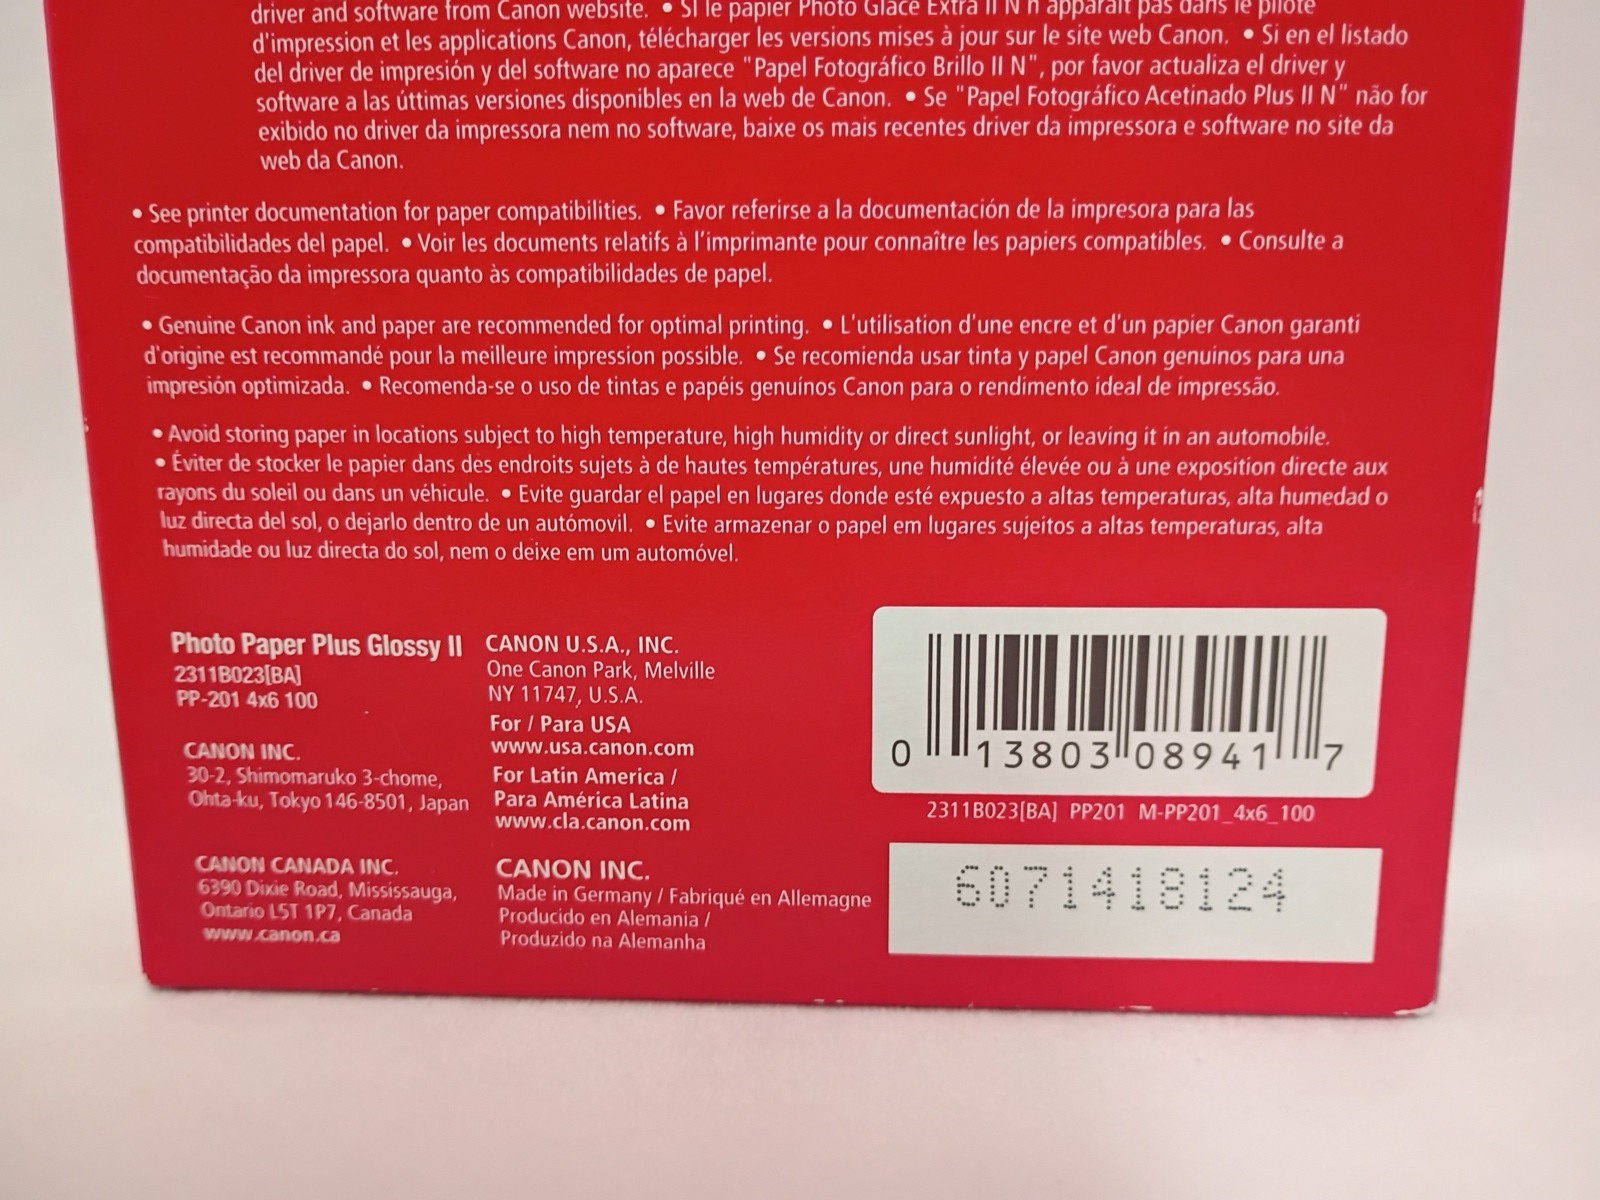 driver and software from Canon website. • Si le papier Photo Glacé Extra II N n'apparaît pas dans le pilote
d'impression et les applications Canon, télécharger les versions mises à jour sur le site web Canon. • Si en el listado
del driver de impresión y del software no aparece "Papel Fotográfico Brillo II N", por favor actualiza el driver y
software a las úttimas versiones disponibles en la web de Canon. • Se "Papel Fotográfico Acetinado Plus II N" não for
exibido no driver da impressora nem no software, baixe os mais recentes driver da impressora e software no site da
web da Canon.
• See printer documentation for paper compatibilities. • Favor referirse a la documentación de la impresora para las
compatibilidades del papel. • Voir les documents relatifs à l'imprimante pour connaître les papiers compatibles. • Consulte a
documentação da impressora quanto às compatibilidades de papel.
• Genuine Canon ink and paper are recommended for optimal printing. • L'utilisation d'une encre et d'un papier Canon garanti
d'origine est recommandé pour la meilleure impression possible. • Se recomienda usar tinta y papel Canon genuinos para una
impresión optimizada. • Recomenda-se o uso de tintas e papéis genuínos Canon para o rendimento ideal de impressão.
• Avoid storing paper in locations subject to high temperature, high humidity or direct sunlight, or leaving it in an automobile.
• Éviter de stocker le papier dans des endroits sujets à de hautes températures, une humidité élevée ou à une exposition directe aux
rayons du soleil ou dans un véhicule. • Evite guardar el papel en lugares donde esté expuesto a altas temperaturas, alta humedad o
luz directa del sol, o dejarlo dentro de un autómovil. • Evite armazenar o papel em lugares sujeitos a altas temperaturas, alta
humidade ou luz directa do sol, nem o deixe em um automóvel.
Photo Paper Plus Glossy II
2311B023[BA]
PP-201 4x6 100
CANON INC.
30-2, Shimomaruko 3-chome,
Ohta-ku, Tokyo 146-8501, Japan
CANON CANADA INC.
6390 Dixie Road, Mississauga,
Ontario L5T 1P7, Canada
www.canon.ca
CANON U.S.A., INC.
One Canon Park, Melville
NY 11747, U.S.A.
For / Para USA
www.usa.canon.com
For Latin America /
Para América Latina
www.cla.canon.com
CANON INC.
Made in Germany / Fabriqué en Allemagne
Producido en Alemania /
Produzido na Alemanha
0 13803 08941 7
2311B023[BA] PP201 M-PP201_4x6_100
6071418124